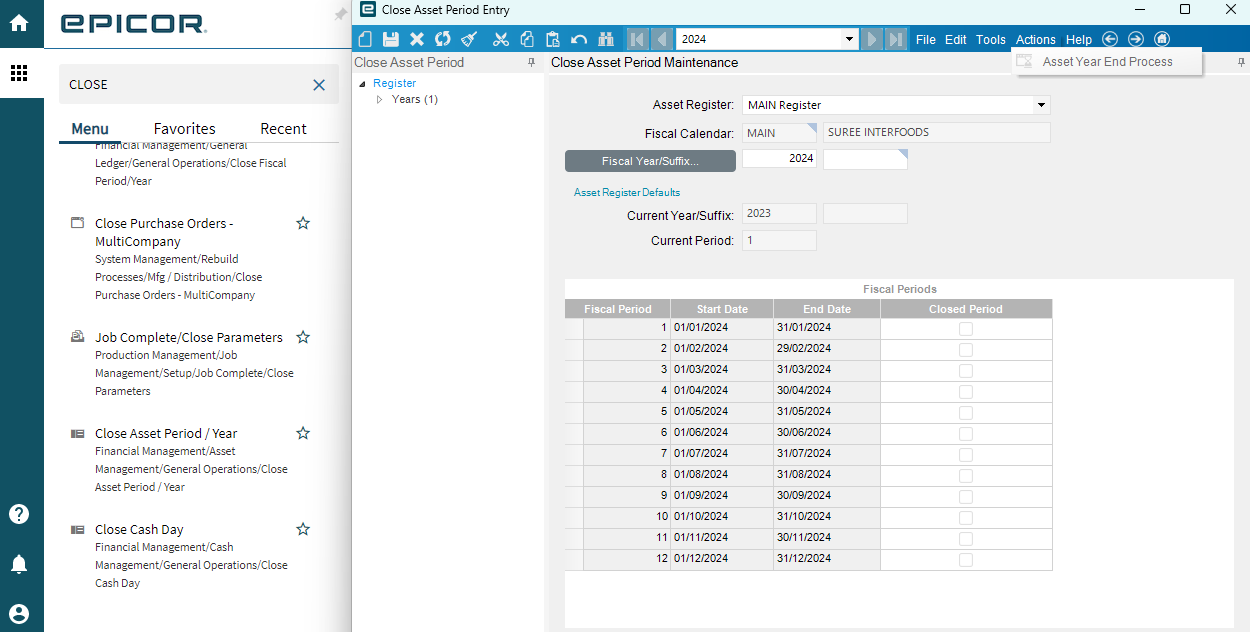 EPICOR
CLOSE
Menu Favorites Recent
Financial Management/General
Ledger/General Operations/Close Fiscal
Period/Year
Close Purchase Orders -
MultiCompany
System Management/Rebuild
Processes/Mfg / Distribution/Close
Purchase Orders - MultiCompany
Job Complete/Close Parameters
Production Management/Job
Management/Setup/Job Complete/Close
Parameters
Close Asset Period / Year
Financial Management/Asset
Management/General Operations/Close
Asset Period / Year
Close Cash Day
Financial Management/Cash
Management/General Operations/Close
Cash Day
Close Asset Period Entry
2024 File Edit Tools Actions Help
Asset Year End Process
Close Asset Period
Register
Years (1)
Close Asset Period Maintenance
Asset Register: MAIN Register
Fiscal Calendar: MAIN SUREE INTERFOODS
Fiscal Year/Suffix... 2024
Asset Register Defaults
Current Year/Suffix: 2023
Current Period: 1
Fiscal Periods
Fiscal Period Start Date End Date Closed Period
1 01/01/2024 31/01/2024
2 01/02/2024 29/02/2024
3 01/03/2024 31/03/2024
4 01/04/2024 30/04/2024
5 01/05/2024 31/05/2024
6 01/06/2024 30/06/2024
7 01/07/2024 31/07/2024
8 01/08/2024 31/08/2024
9 01/09/2024 30/09/2024
10 01/10/2024 31/10/2024
11 01/11/2024 30/11/2024
12 01/12/2024 31/12/2024